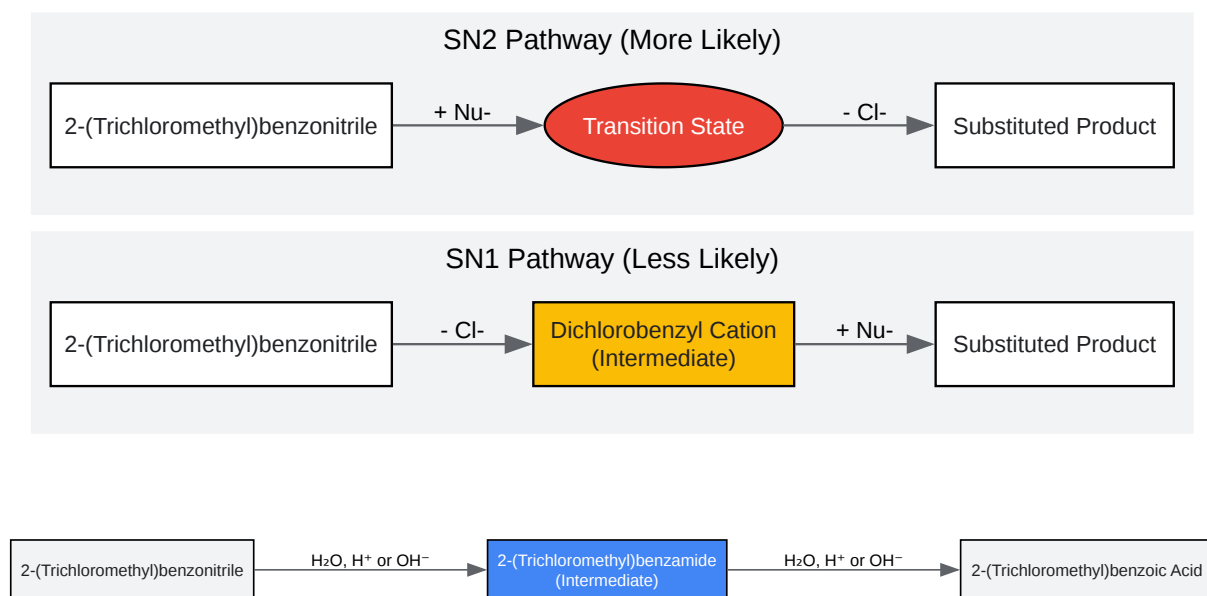 SN2 Pathway (More Likely)
2-(Trichloromethyl)benzonitrile
+ Nu-
Transition State
- Cl-
Substituted Product
SN1 Pathway (Less Likely)
2-(Trichloromethyl)benzonitrile
- Cl-
Dichlorobenzyl Cation
(Intermediate)
+ Nu-
Substituted Product
2-(Trichloromethyl)benzonitrile
H₂O, H⁺ or OH⁻
2-(Trichloromethyl)benzamide
(Intermediate)
H₂O, H⁺ or OH⁻
2-(Trichloromethyl)benzoic Acid